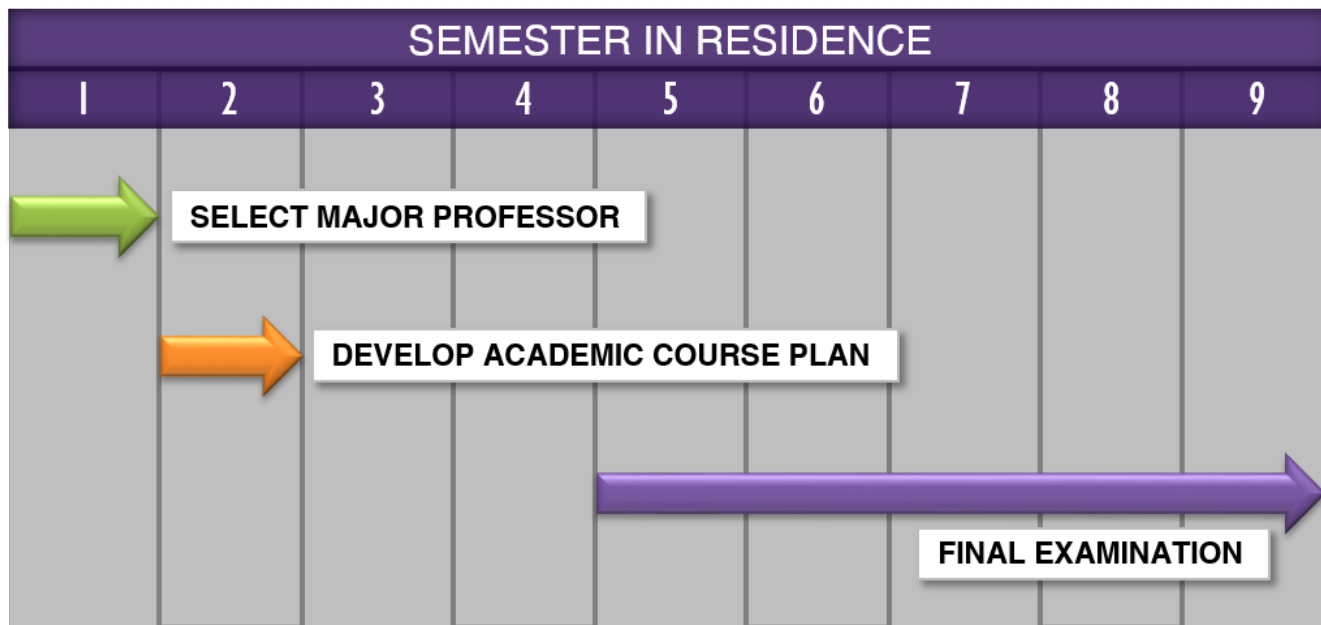 SEMESTER IN RESIDENCE
1 2 3 4 5 6 7 8 9
SELECT MAJOR PROFESSOR
DEVELOP ACADEMIC COURSE PLAN
FINAL EXAMINATION